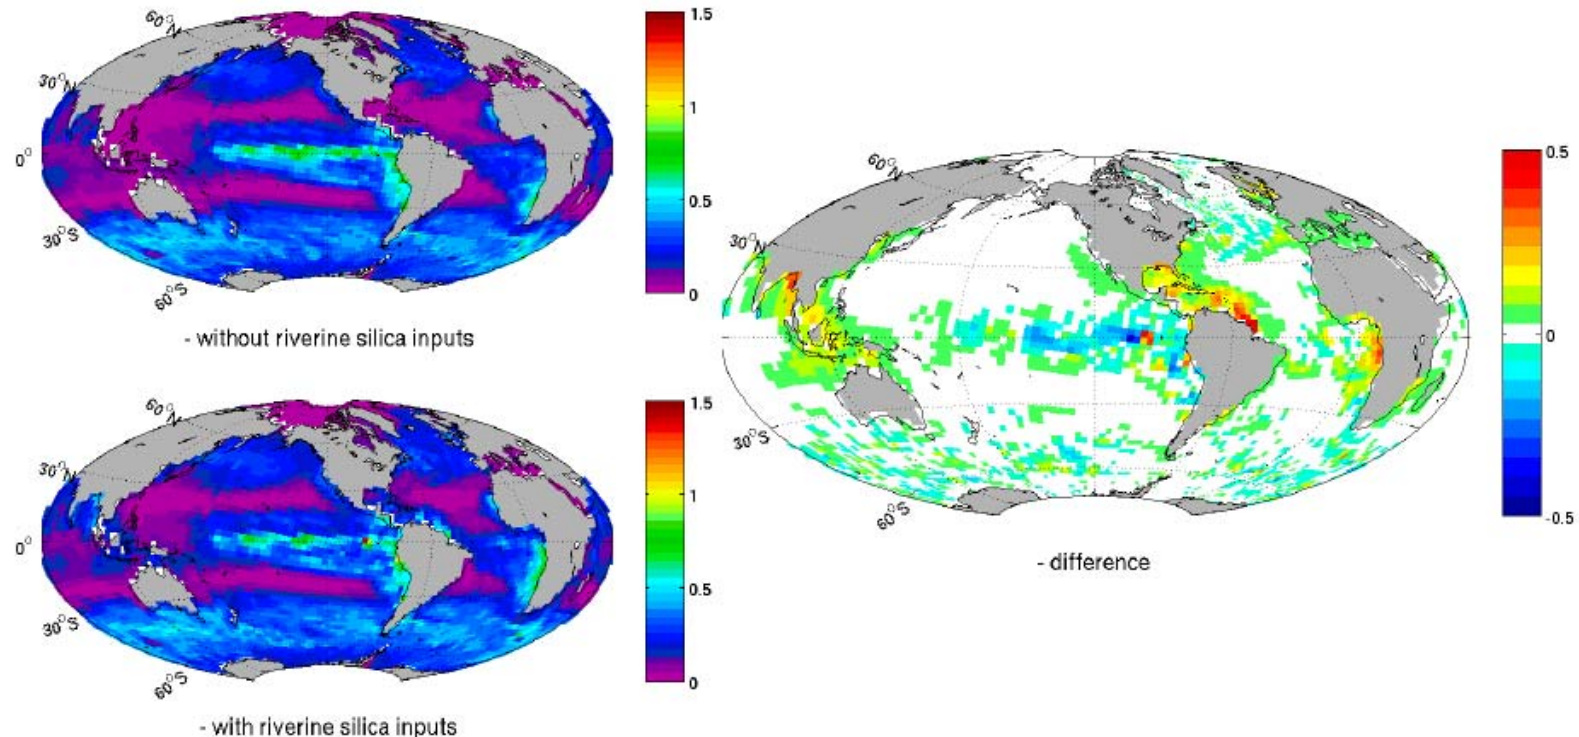 60°N
30°N
0°
30°S
60°S
1.5
1
0.5
0
- without riverine silica inputs
60°N
30°N
0°
30°S
60°S
1.5
1
0.5
0
- with riverine silica inputs
60°N
30°N
30°S
60°S
0.5
0
-0.5
- difference